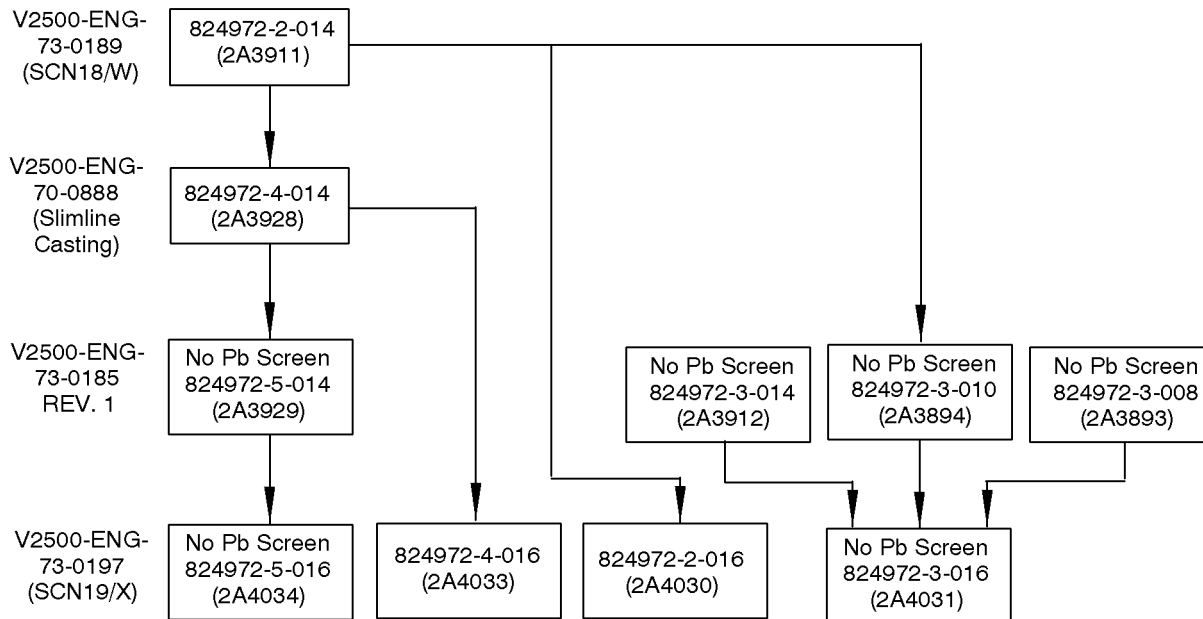 V2500-ENG-
73-0189
(SCN18/W)
824972-2-014
(2A3911)
V2500-ENG-
70-0888
(Slimline
Casting)
824972-4-014
(2A3928)
V2500-ENG-
73-0185
REV. 1
No Pb Screen
824972-5-014
(2A3929)
No Pb Screen
824972-3-014
(2A3912)
No Pb Screen
824972-3-010
(2A3894)
No Pb Screen
824972-3-008
(2A3893)
V2500-ENG-
73-0197
(SCN19/X)
No Pb Screen
824972-5-016
(2A4034)
824972-4-016
(2A4033)
824972-2-016
(2A4030)
No Pb Screen
824972-3-016
(2A4031)